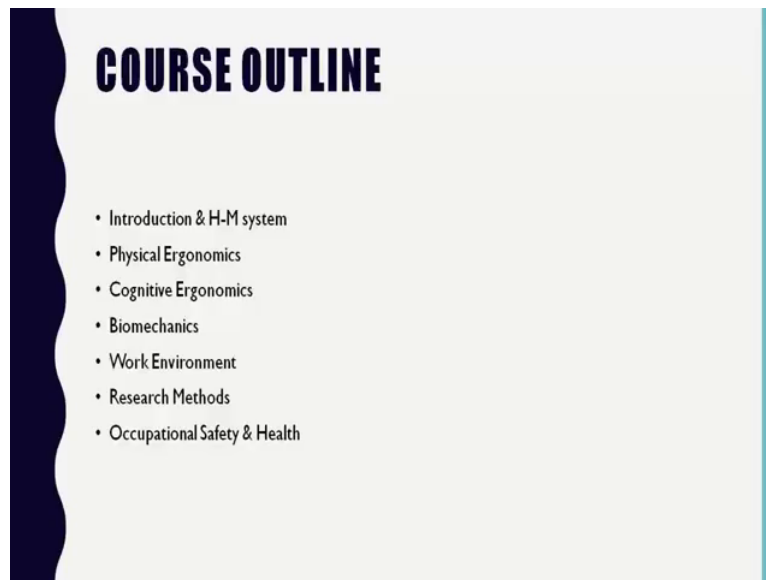 COURSE OUTLINE
• Introduction & H-M system
• Physical Ergonomics
• Cognitive Ergonomics
• Biomechanics
• Work Environment
• Research Methods
• Occupational Safety & Health